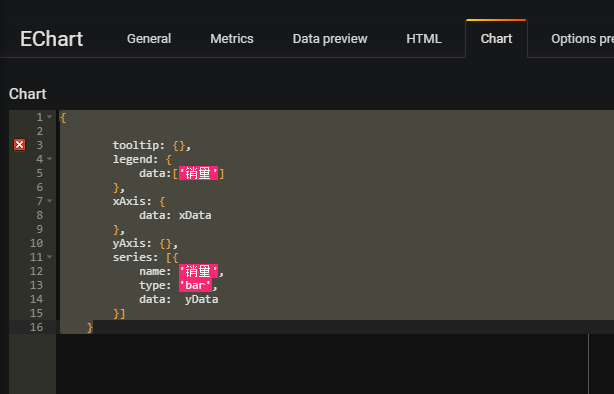 EChart General Metrics Data preview HTML Chart Options pre
Chart
1 {
2
3 tooltip: {},
4 legend: {
5 data:['销量']
6 },
7 xAxis: {
8 data: xData
9 },
10 yAxis: {},
11 series: [{
12 name: '销量',
13 type: 'bar',
14 data: yData
15 }]
16 }